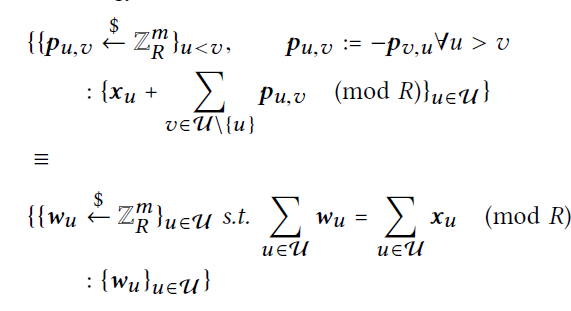 {{𝒑_{u,v} ←$ ℤ_R^m}_{u<v},  𝒑_{u,v} := −𝒑_{v,u} ∀u > v
: {𝒙_u + ∑_{v∈𝒰\{u}} 𝒑_{u,v} (mod R)}_{u∈𝒰}}
≡
{{𝒘_u ←$ ℤ_R^m}_{u∈𝒰} s.t. ∑_{u∈𝒰} 𝒘_u = ∑_{u∈𝒰} 𝒙_u (mod R)
: {𝒘_u}_{u∈𝒰}}